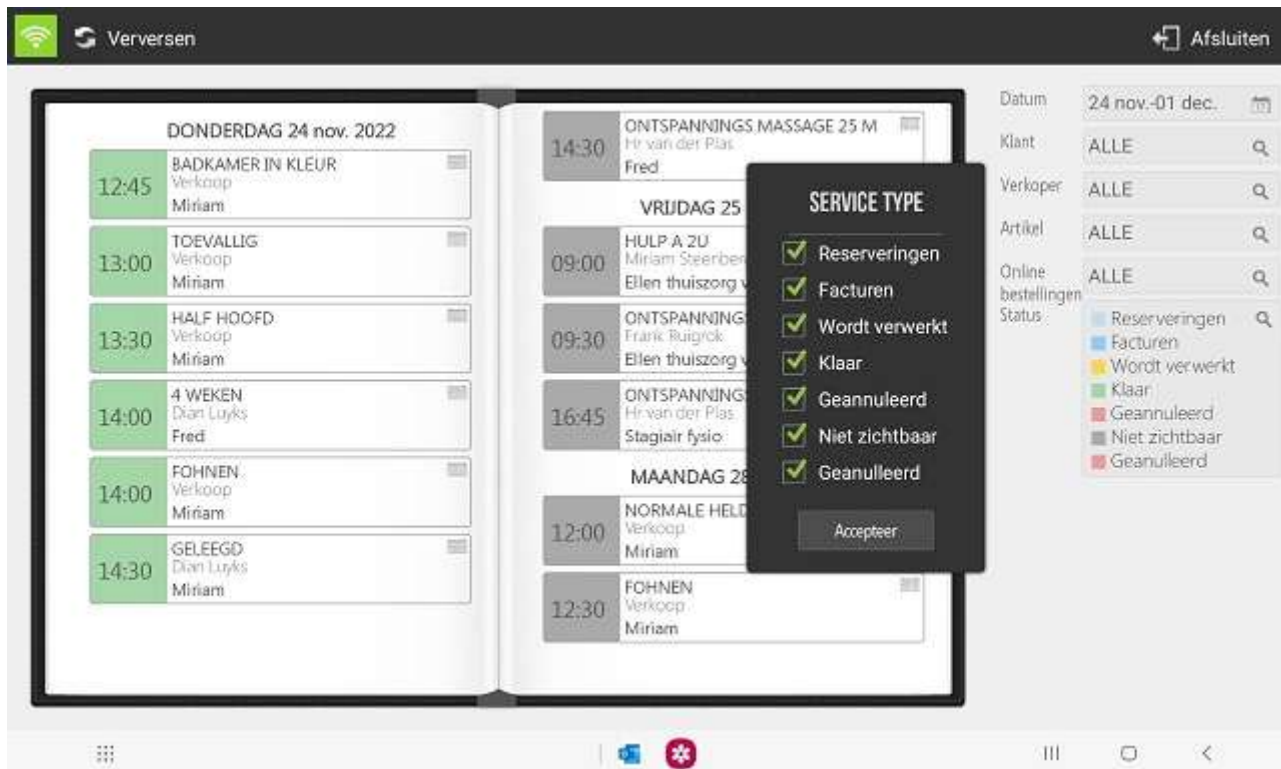 Verversen
Afsluiten
DONDERDAG 24 nov. 2022
12:45
BADKAMER IN KLEUR
Verkoop
Miriam
13:00
TOEVALLIG
Verkoop
Miriam
13:30
HALF HOOFD
Verkoop
Miriam
14:00
4 WEKEN
Dian Luyks
Fred
14:00
FOHNEN
Verkoop
Miriam
14:30
GELEEGD
Dian Luyks
Miriam
14:30
ONTSPANNINGS MASSAGE 25 M
Hr van der Plas
Fred
VRIJDAG 25
09:00
HULP A 2U
Miriam
Ellen thuiszorg
09:30
ONTSPANNING
Frank Ruigrok
Ellen thuiszorg
16:45
ONTSPANNING
Hr van der Plas
Stagiair fysio
MAANDAG 28
12:00
NORMALE HELD
Verkoop
Miriam
12:30
FOHNEN
Verkoop
Miriam
SERVICE TYPE
Reserveringen
Facturen
Wordt verwerkt
Klaar
Geannuleerd
Niet zichtbaar
Geanulleerd
Accepteer
Datum
24 nov.-01 dec.
Klant
ALLE
Verkoper
ALLE
Artikel
ALLE
Online bestellingen
ALLE
Status
Reserveringen
Facturen
Wordt verwerkt
Klaar
Geannuleerd
Niet zichtbaar
Geanulleerd